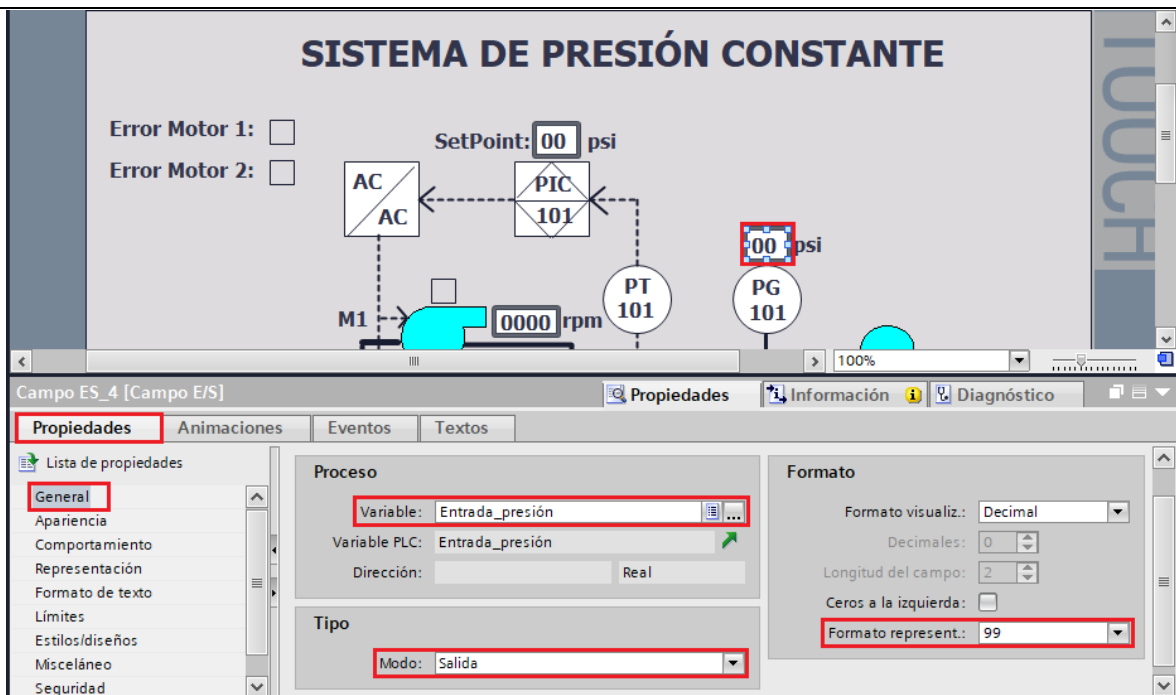 SISTEMA DE PRESIÓN CONSTANTE
TOUCH
Error Motor 1:
SetPoint: 00 psi
Error Motor 2:
AC
AC
PIC
101
00 psi
PT
101
PG
101
M1
0000 rpm
100%
Campo ES_4 [Campo E/S]
Propiedades
Información
Diagnóstico
Propiedades
Animaciones
Eventos
Textos
Lista de propiedades
General
Apariencia
Comportamiento
Representación
Formato de texto
Límites
Estilos/diseños
Misceláneo
Seguridad
Proceso
Variable: Entrada_presión
...
Variable PLC: Entrada_presión
Dirección: Real
Tipo
Modo: Salida
Formato
Formato visualiz.: Decimal
Decimales: 0
Longitud del campo: 2
Ceros a la izquierda:
Formato represent.: 99